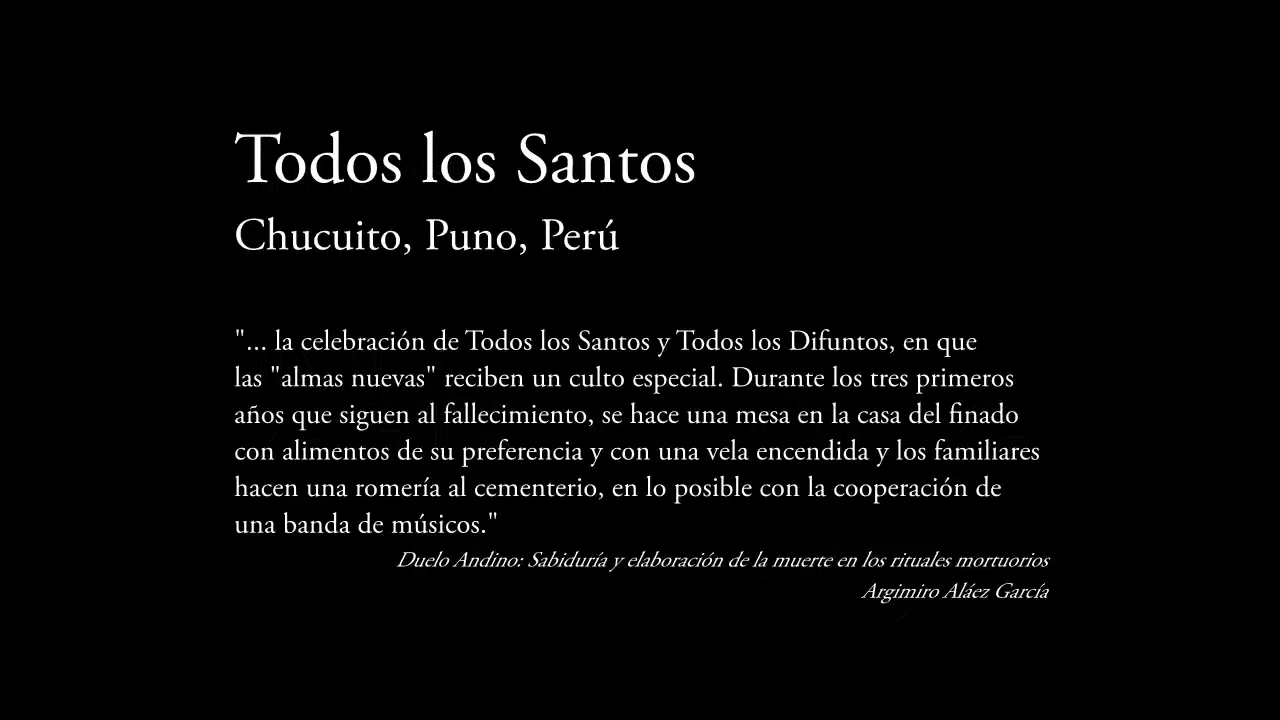 Todos los Santos
Chucuito, Puno, Perú
"... la celebración de Todos los Santos y Todos los Difuntos, en que
las "almas nuevas" reciben un culto especial. Durante los tres primeros
años que siguen al fallecimiento, se hace una mesa en la casa del finado
con alimentos de su preferencia y con una vela encendida y los familiares
hacen una romería al cementerio, en lo posible con la cooperación de
una banda de músicos."
Duelo Andino: Sabiduría y elaboración de la muerte en los rituales mortuorios
Argimiro Aláez García